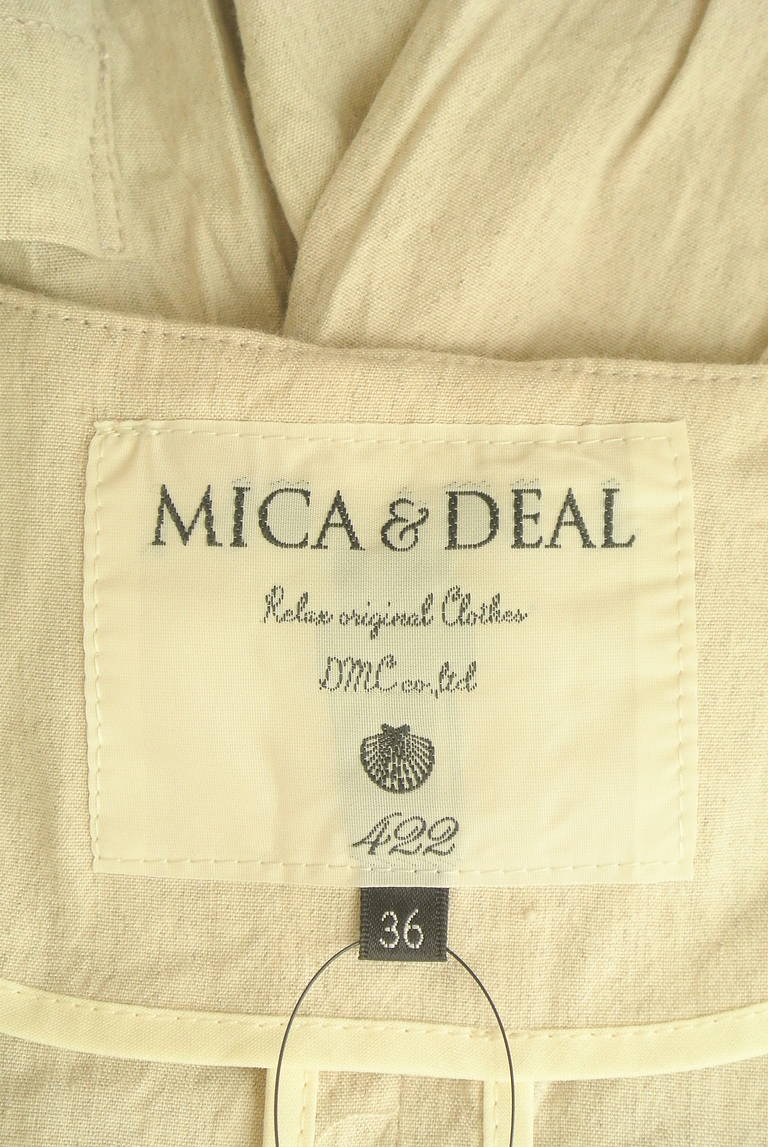 MICA & DEAL
Relax original Clothes
DMC co.,ltd
422
36